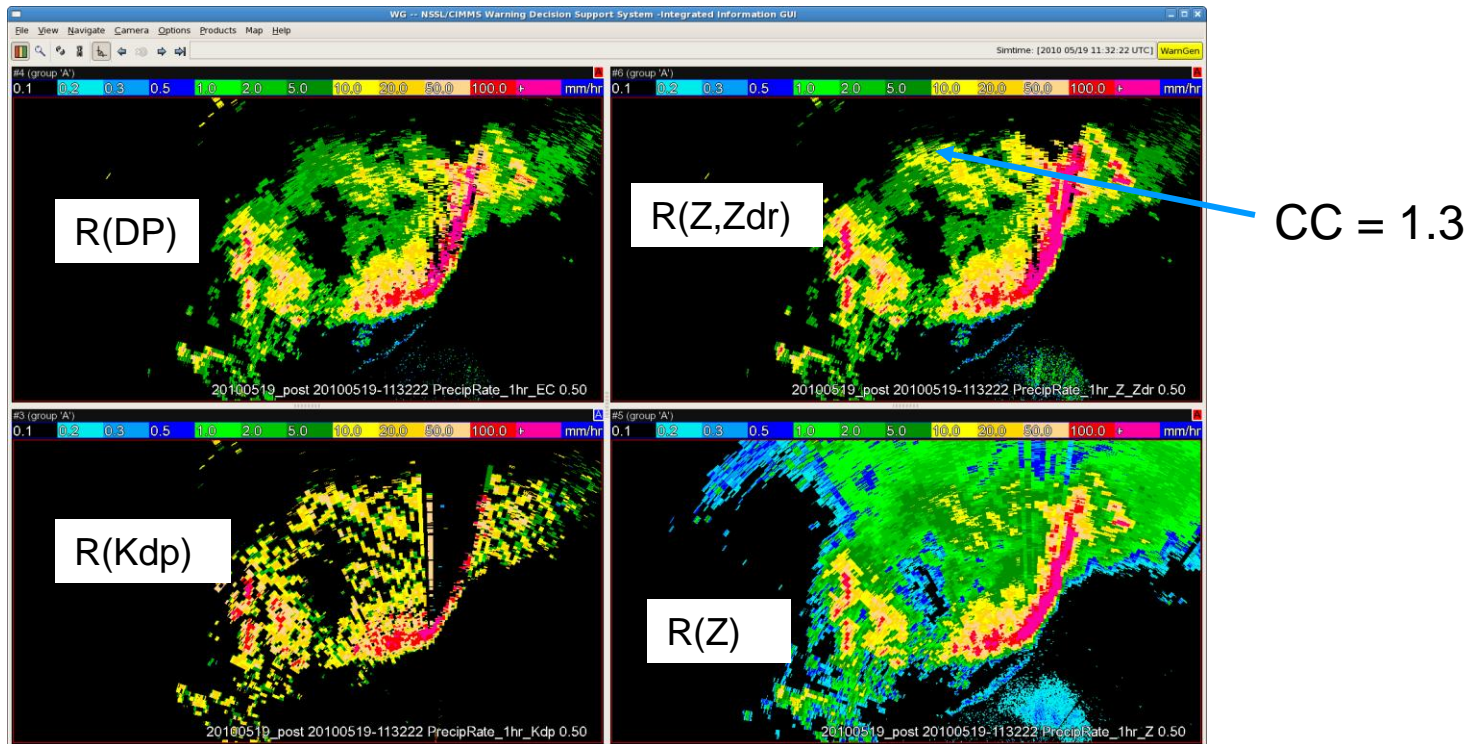 WG -- NSSL/CIMMS Warning Decision Support System -Integrated Information GUI
File View Navigate Camera Options Products Map Help
Simtime: [2010 05/19 11:32:22 UTC] WarnGen
#4 (group 'A') A
0.1 0.2 0.3 0.5 1.0 2.0 5.0 10.0 20.0 50.0 100.0 + mm/hr
R(DP)
20100519_post 20100519-113222 PrecipRate_1hr_EC 0.50
#6 (group 'A') A
0.1 0.2 0.3 0.5 1.0 2.0 5.0 10.0 20.0 50.0 100.0 + mm/hr
R(Z,Zdr)
20100519_post 20100519-113222 PrecipRate_1hr_Z_Zdr 0.50
CC = 1.3
#3 (group 'A') A
0.1 0.2 0.3 0.5 1.0 2.0 5.0 10.0 20.0 50.0 100.0 + mm/hr
R(Kdp)
20100519_post 20100519-113222 PrecipRate_1hr_Kdp 0.50
#5 (group 'A') A
0.1 0.2 0.3 0.5 1.0 2.0 5.0 10.0 20.0 50.0 100.0 + mm/hr
R(Z)
20100519_post 20100519-113222 PrecipRate_1hr_Z 0.50